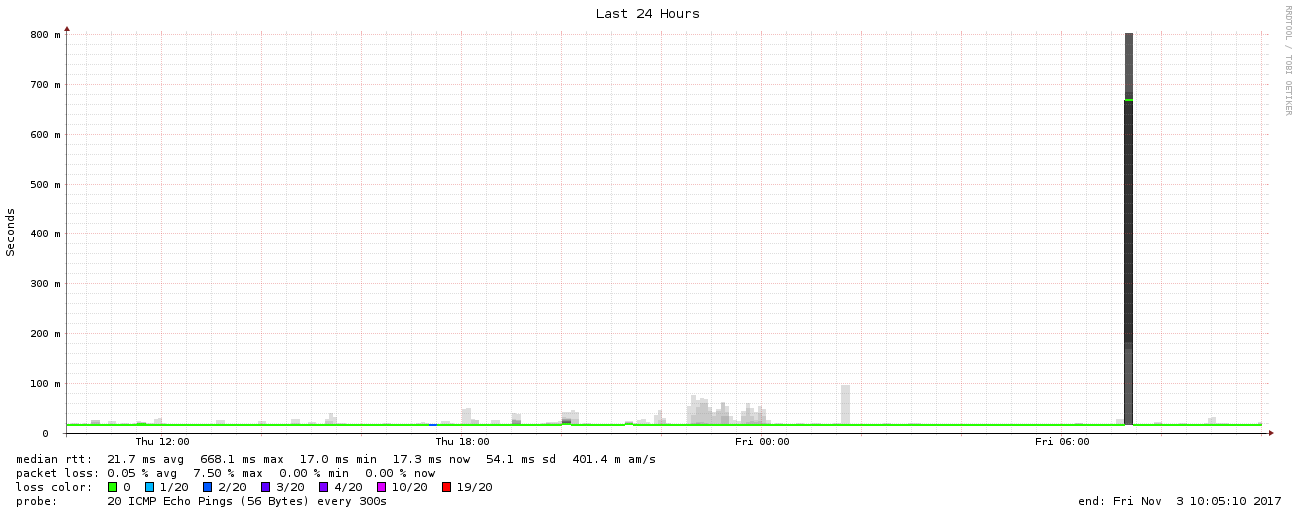 Last 24 Hours
RRDTOOL / TOBI OETIKER
800 m
700 m
600 m
500 m
400 m
300 m
200 m
100 m
0
Seconds
Thu 12:00 Thu 18:00 Fri 00:00 Fri 06:00
median rtt: 21.7 ms avg 668.1 ms max 17.0 ms min 17.3 ms now 54.1 ms sd 401.4 m am/s
packet loss: 0.05 % avg 7.50 % max 0.00 % min 0.00 % now
loss color: 0 1/20 2/20 3/20 4/20 10/20 19/20
probe: 20 ICMP Echo Pings (56 Bytes) every 300s end: Fri Nov 3 10:05:10 2017